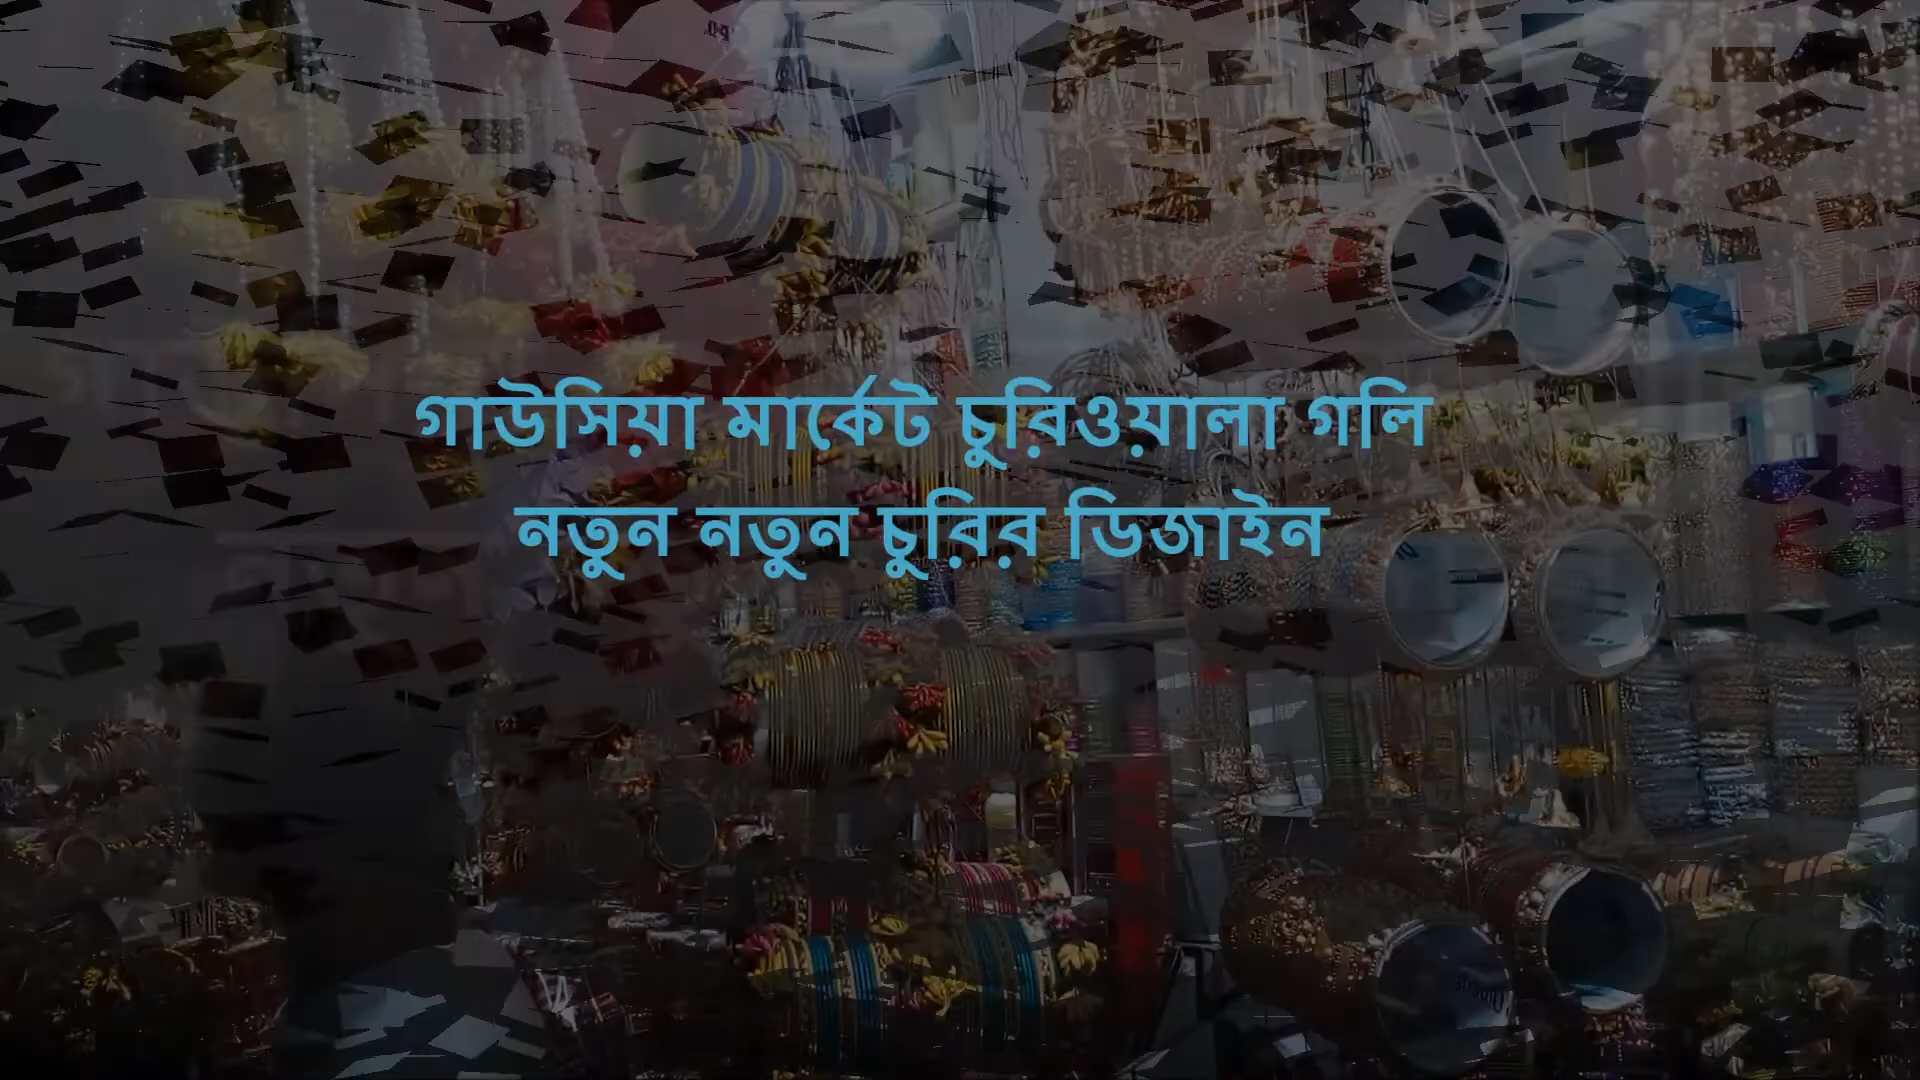 গাউসিয়া মার্কেট চুরিওয়ালা গলি
নতুন নতুন চুরির ডিজাইন